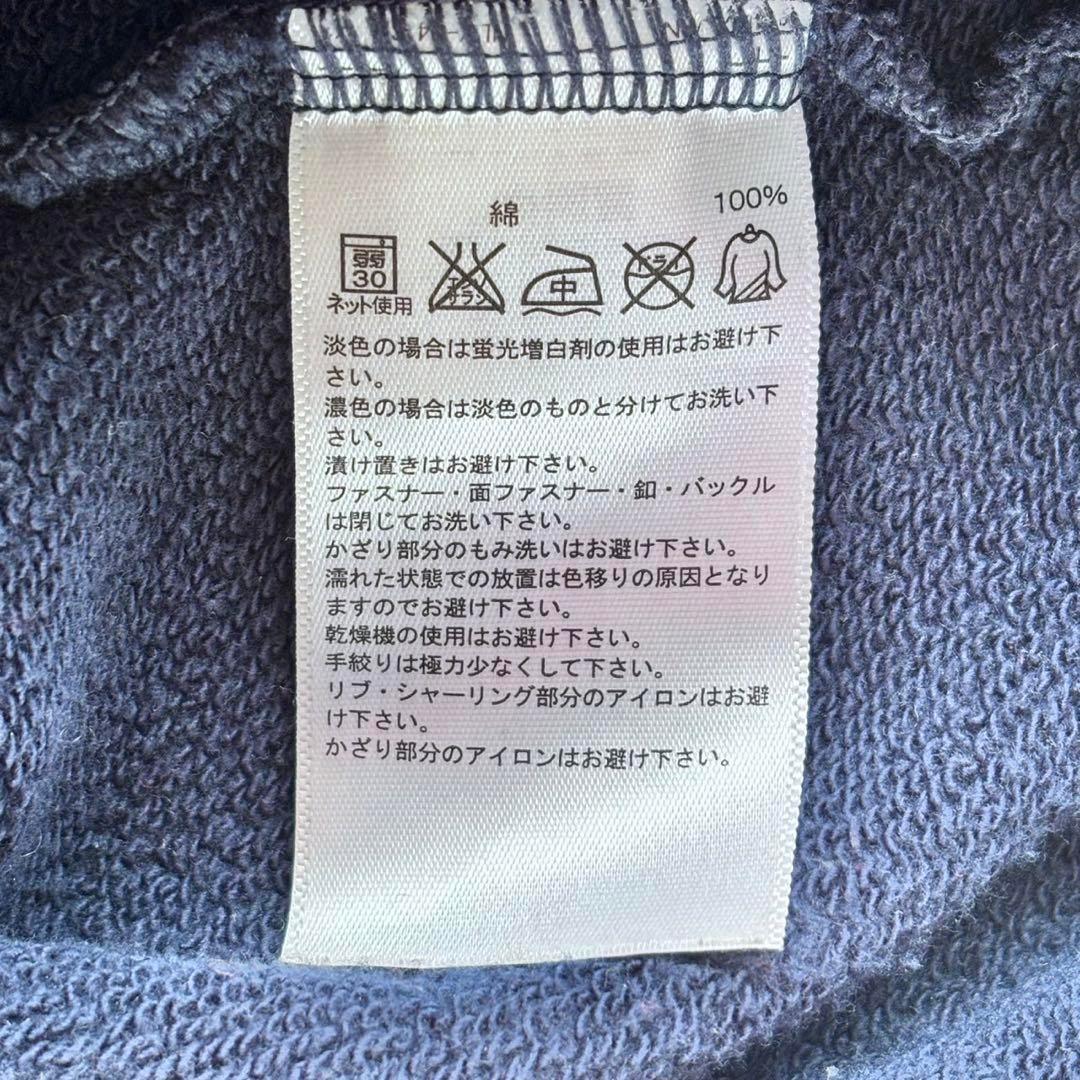 綿 100%
弱
30
ネット使用
エンソ
サラシ
中
ドライ
淡色の場合は蛍光増白剤の使用はお避け下
さい。
濃色の場合は淡色のものと分けてお洗い下
さい。
漬け置きはお避け下さい。
ファスナー・面ファスナー・釦・バックル
は閉じてお洗い下さい。
かざり部分のもみ洗いはお避け下さい。
濡れた状態での放置は色移りの原因となり
ますのでお避け下さい。
乾燥機の使用はお避け下さい。
手絞りは極力少なくして下さい。
リブ・シャーリング部分のアイロンはお避
け下さい。
かざり部分のアイロンはお避け下さい。